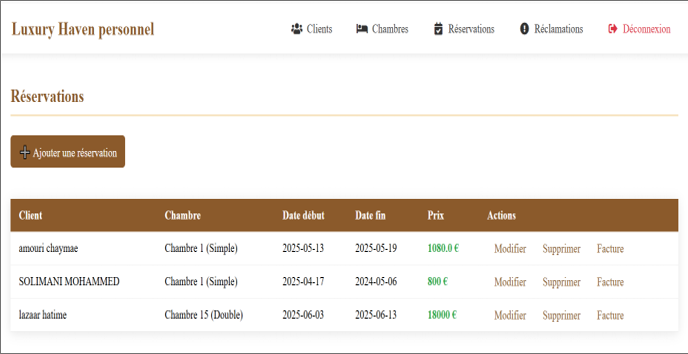 Luxury Haven personnel Clients Chambres Réservations Réclamations Déconnexion
Réservations
Ajouter une réservation
Client Chambre Date début Date fin Prix Actions
amouri chaymae Chambre 1 (Simple) 2025-05-13 2025-05-19 1080.0 € Modifier Supprimer Facture
SOLIMANI MOHAMMED Chambre 1 (Simple) 2025-04-17 2024-05-06 800 € Modifier Supprimer Facture
lazaar hatime Chambre 15 (Double) 2025-06-03 2025-06-13 18000 € Modifier Supprimer Facture